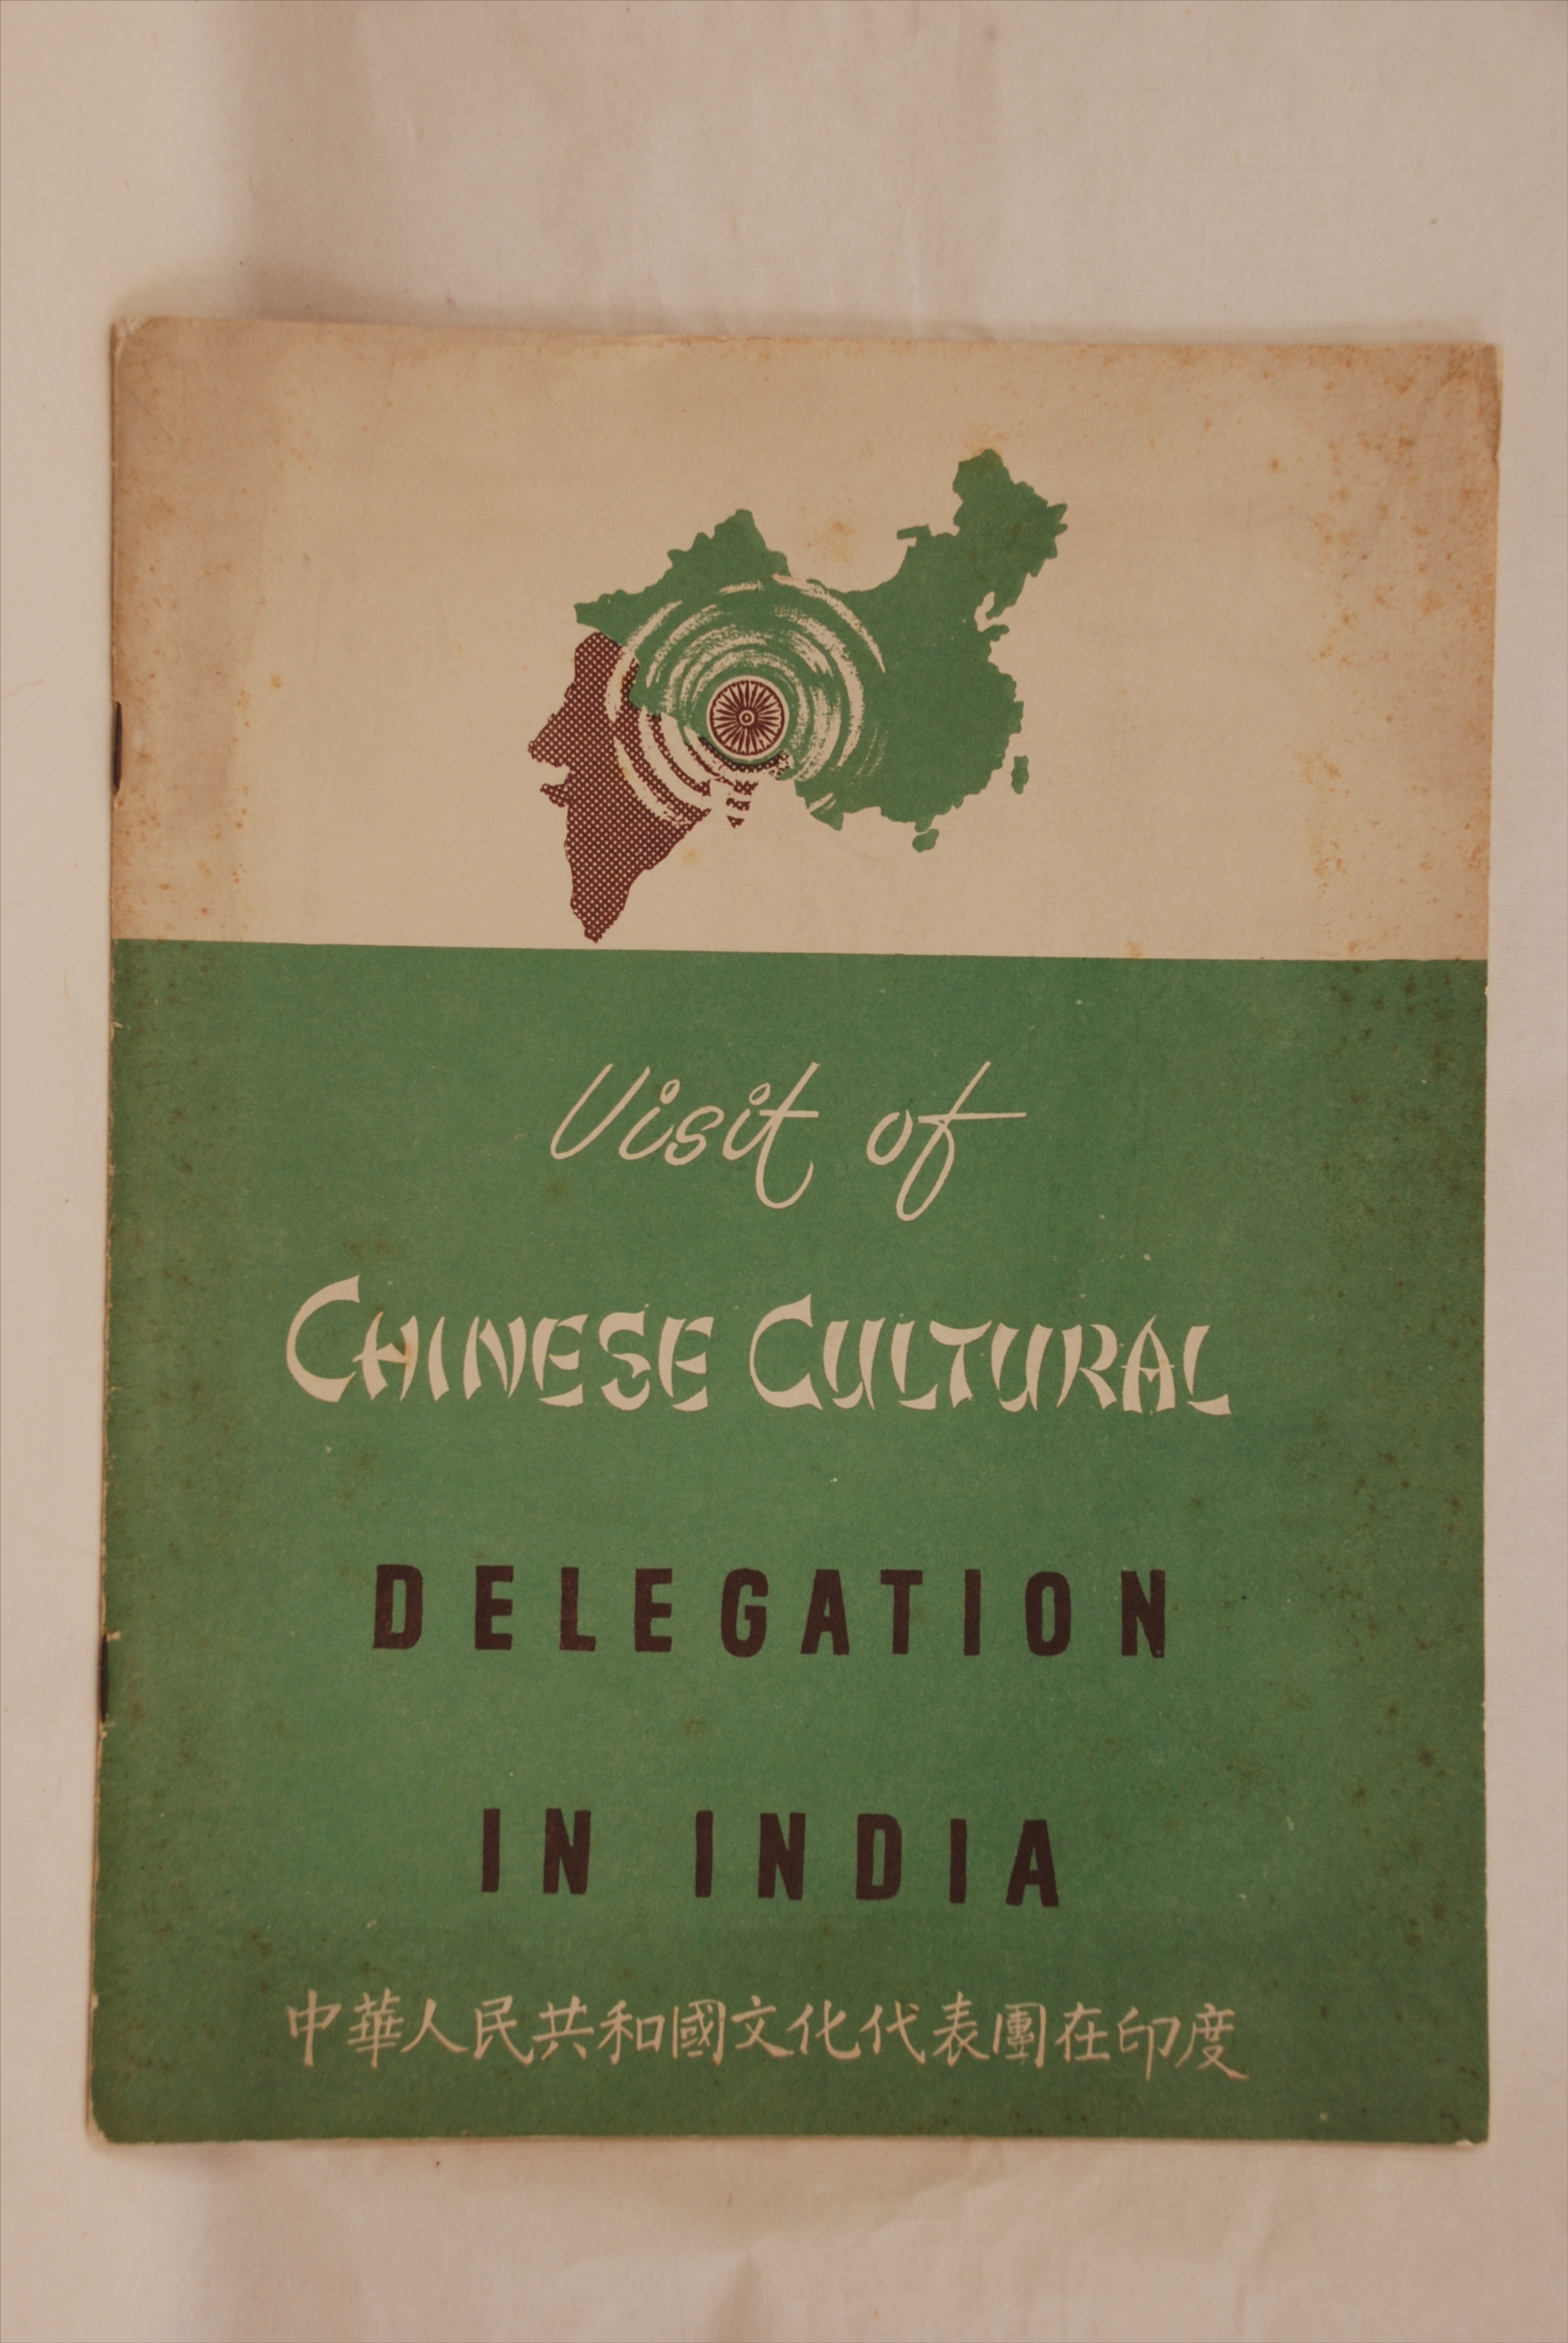 Visit of
CHINESE CULTURAL
DELEGATION
IN INDIA
中華人民共和國文化代表團在印度